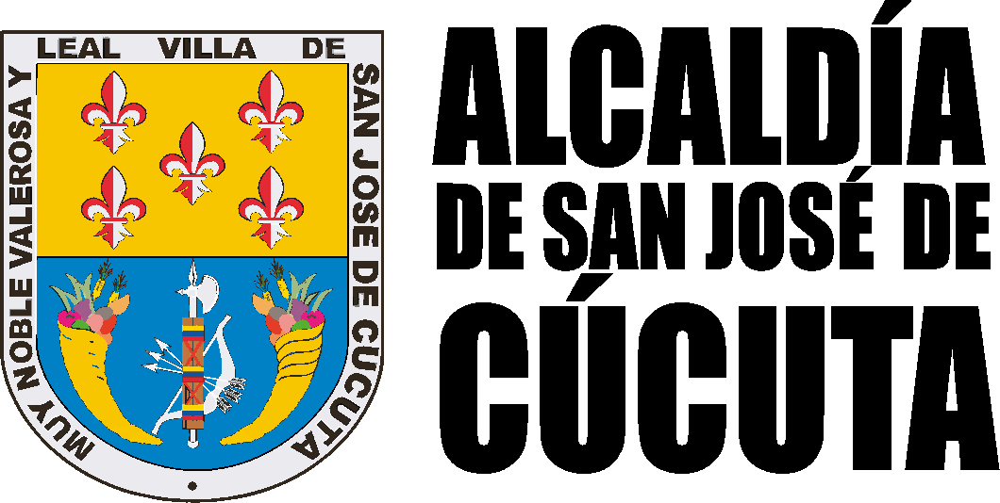 MUY NOBLE VALEROSA Y LEAL VILLA DE SAN JOSE DE CUCUTA
ALCALDÍA
DE SAN JOSÉ DE
CÚCUTA